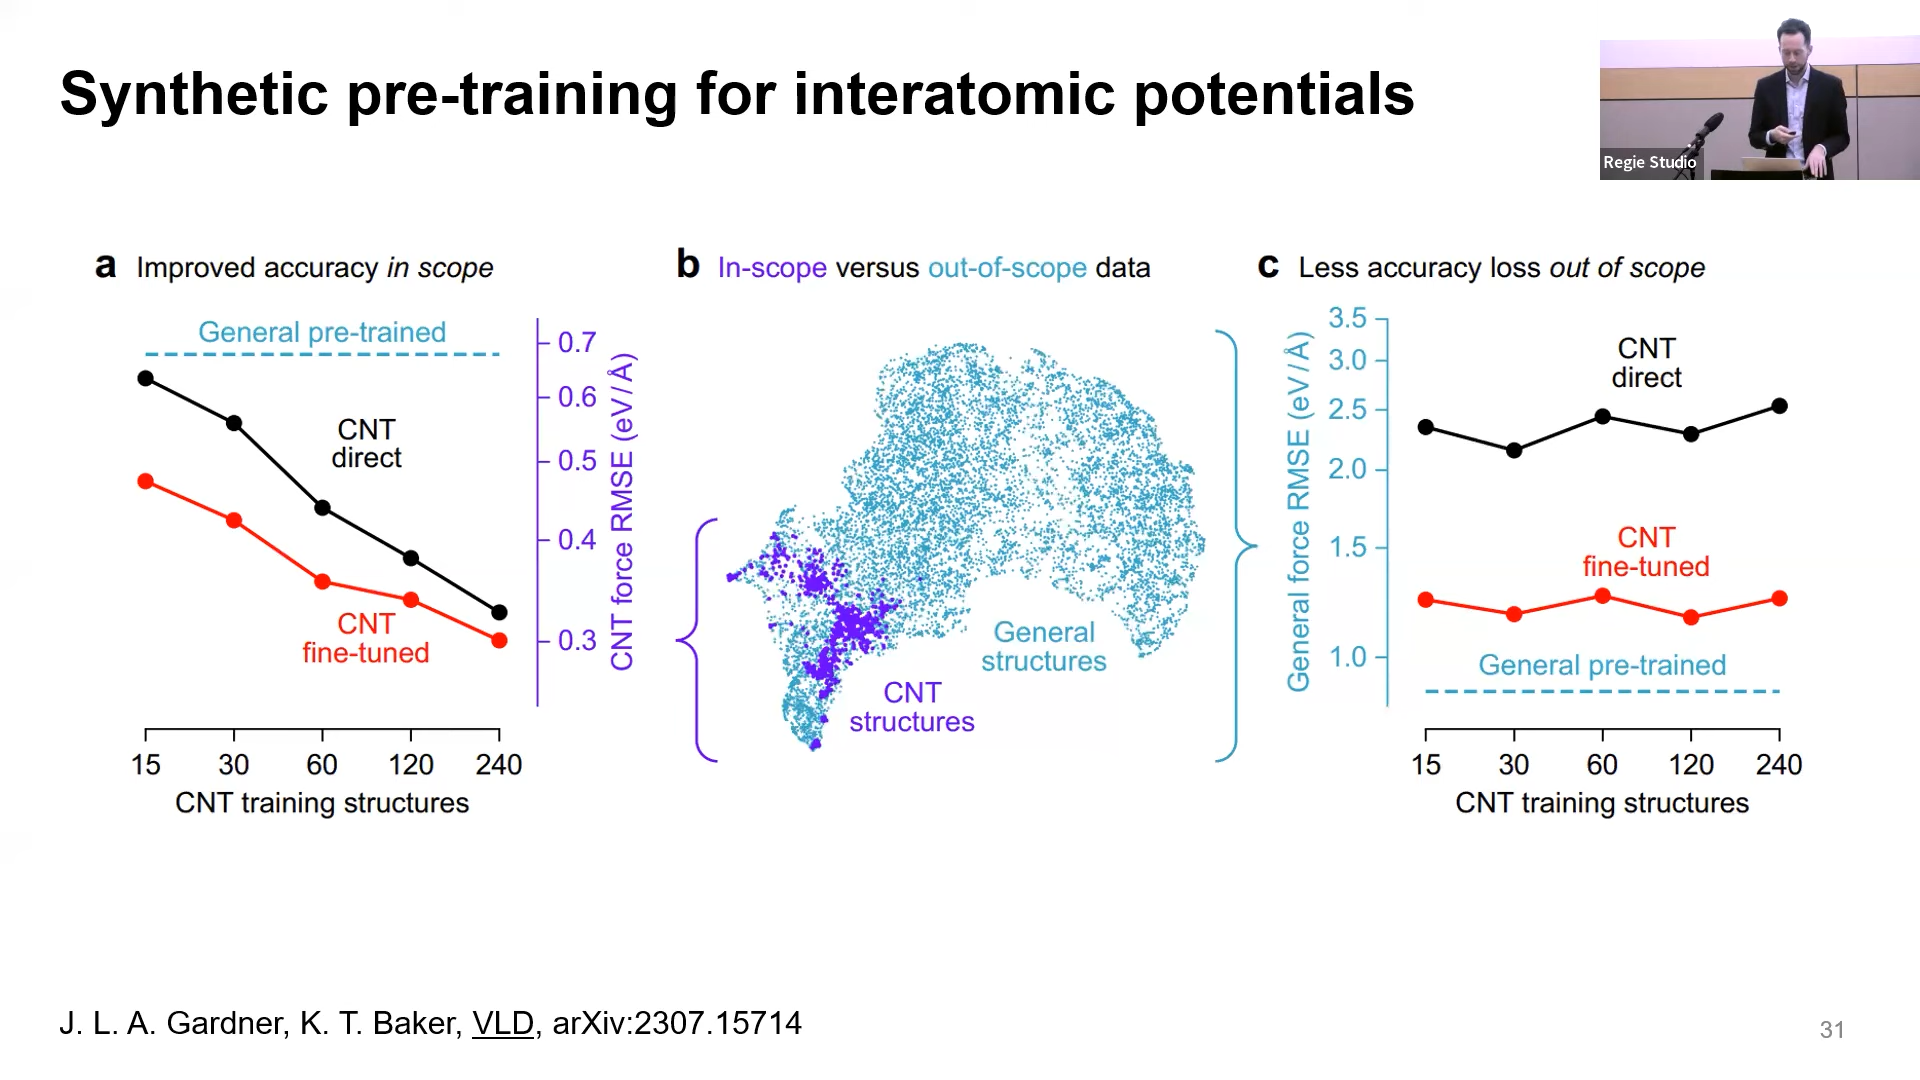 Synthetic pre-training for interatomic potentials
Regie Studio
a Improved accuracy in scope
General pre-trained
CNT
direct
CNT
fine-tuned
0.7
0.6
0.5
0.4
0.3
CNT force RMSE (eV/Å)
15 30 60 120 240
CNT training structures
b In-scope versus out-of-scope data
General
structures
CNT
structures
c Less accuracy loss out of scope
General force RMSE (eV/Å)
3.5
3.0
2.5
2.0
1.5
1.0
CNT
direct
CNT
fine-tuned
General pre-trained
15 30 60 120 240
CNT training structures
J. L. A. Gardner, K. T. Baker, VLD, arXiv:2307.15714
31